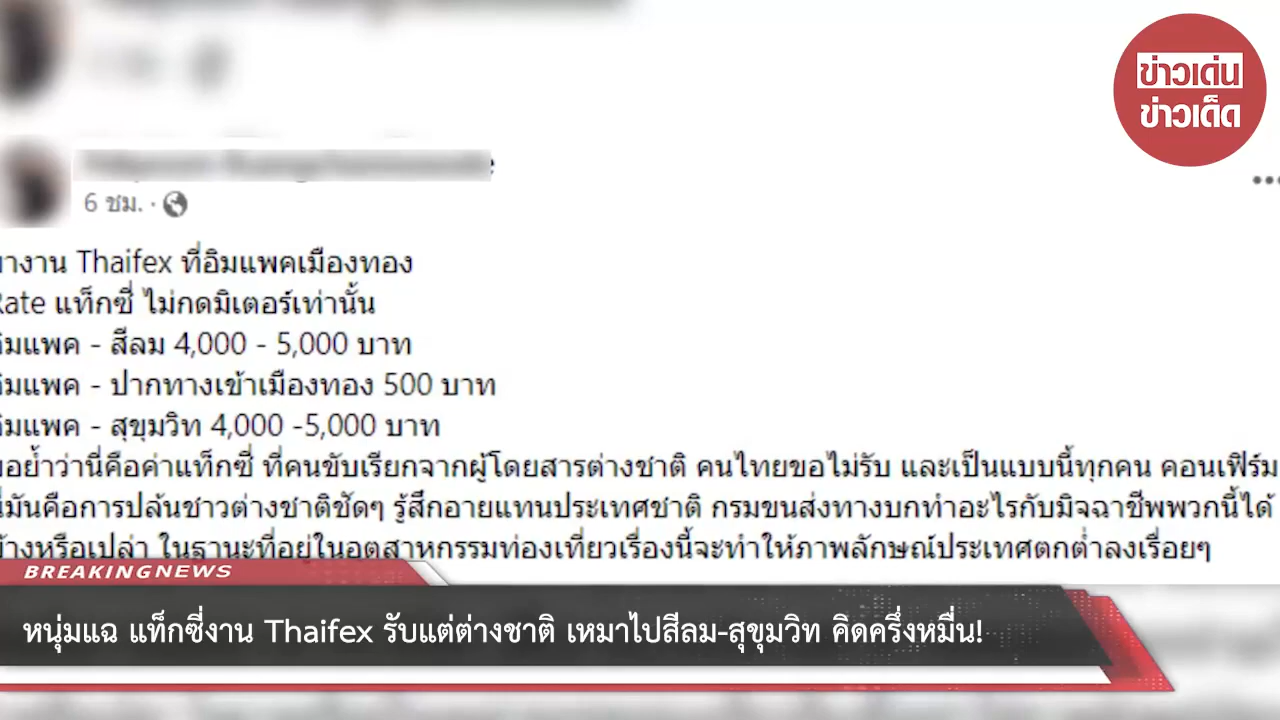 ข่าวเด่น
ข่าวเด็ด
6 ชม.
งาน Thaifex ที่อิมแพคเมืองทอง
Rate แท็กซี่ ไม่กดมิเตอร์เท่านั้น
อิมแพค - สีลม 4,000 - 5,000 บาท
อิมแพค - ปากทางเข้าเมืองทอง 500 บาท
อิมแพค - สุขุมวิท 4,000 -5,000 บาท
ขอย้ำว่านี่คือค่าแท็กซี่ ที่คนขับเรียกจากผู้โดยสารต่างชาติ คนไทยขอไม่รับ และเป็นแบบนี้ทุกคน คอนเฟิร์ม
นี่มันคือการปล้นชาวต่างชาติชัดๆ รู้สึกอายแทนประเทศชาติ กรมขนส่งทางบกทำอะไรกับมิจฉาชีพพวกนี้ได้
บ้างหรือเปล่า ในฐานะที่อยู่ในอุตสาหกรรมท่องเที่ยวเรื่องนี้จะทำให้ภาพลักษณ์ประเทศตกต่ำลงเรื่อยๆ
BREAKINGNEWS
หนุ่มแฉ แท็กซี่งาน Thaifex รับแต่ต่างชาติ เหมาไปสีลม-สุขุมวิท คิดครึ่งหมื่น!